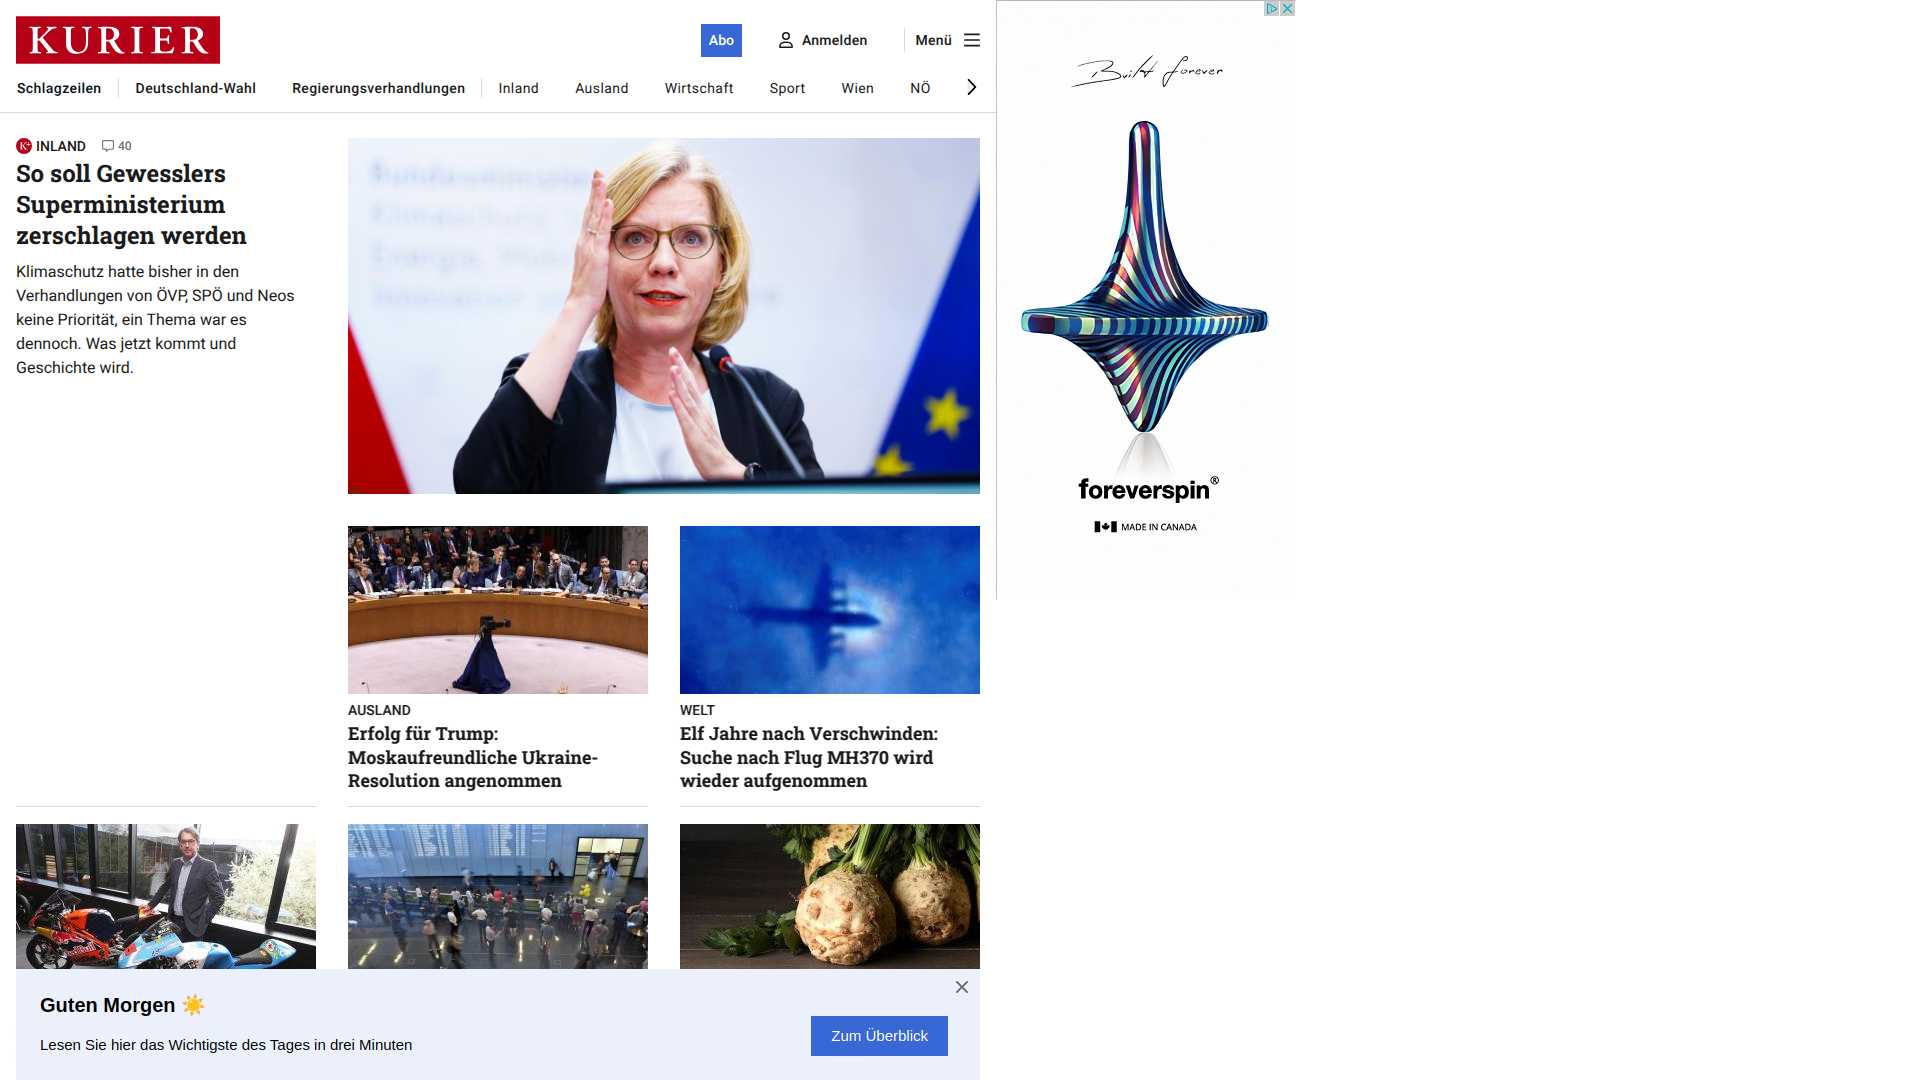 KURIER
Abo
Anmelden
Menü
Schlagzeilen
Deutschland-Wahl
Regierungsverhandlungen
Inland
Ausland
Wirtschaft
Sport
Wien
NÖ
K+ INLAND 40
So soll Gewesslers
Superministerium
zerschlagen werden
Klimaschutz hatte bisher in den
Verhandlungen von ÖVP, SPÖ und Neos
keine Priorität, ein Thema war es
dennoch. Was jetzt kommt und
Geschichte wird.
AUSLAND
Erfolg für Trump:
Moskaufreundliche Ukraine-
Resolution angenommen
WELT
Elf Jahre nach Verschwinden:
Suche nach Flug MH370 wird
wieder aufgenommen
Guten Morgen ☀️
Lesen Sie hier das Wichtigste des Tages in drei Minuten
Zum Überblick
Built forever
foreverspin®
MADE IN CANADA